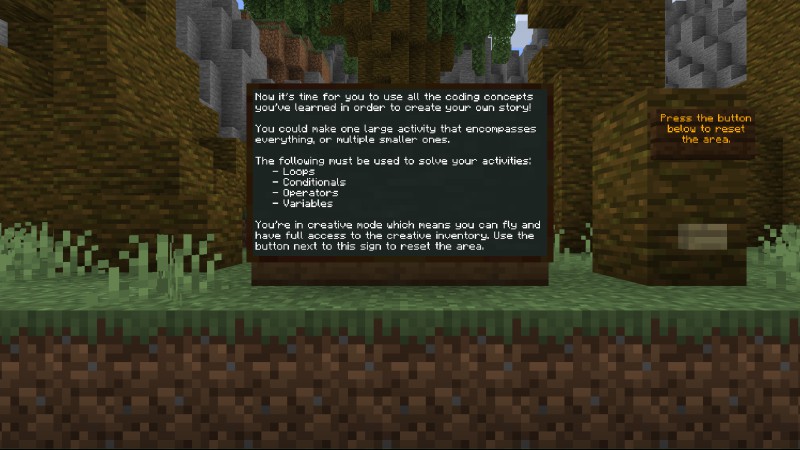 Now it's time for you to use all the coding concepts
you've learned in order to create your own story!
You could make one large activity that encompasses
everything, or multiple smaller ones.
The following must be used to solve your activities:
- Loops
- Conditionals
- Operators
- Variables
You're in creative mode which means you can fly and
have full access to the creative inventory. Use the
button next to this sign to reset the area.
Press the button
below to reset
the area.